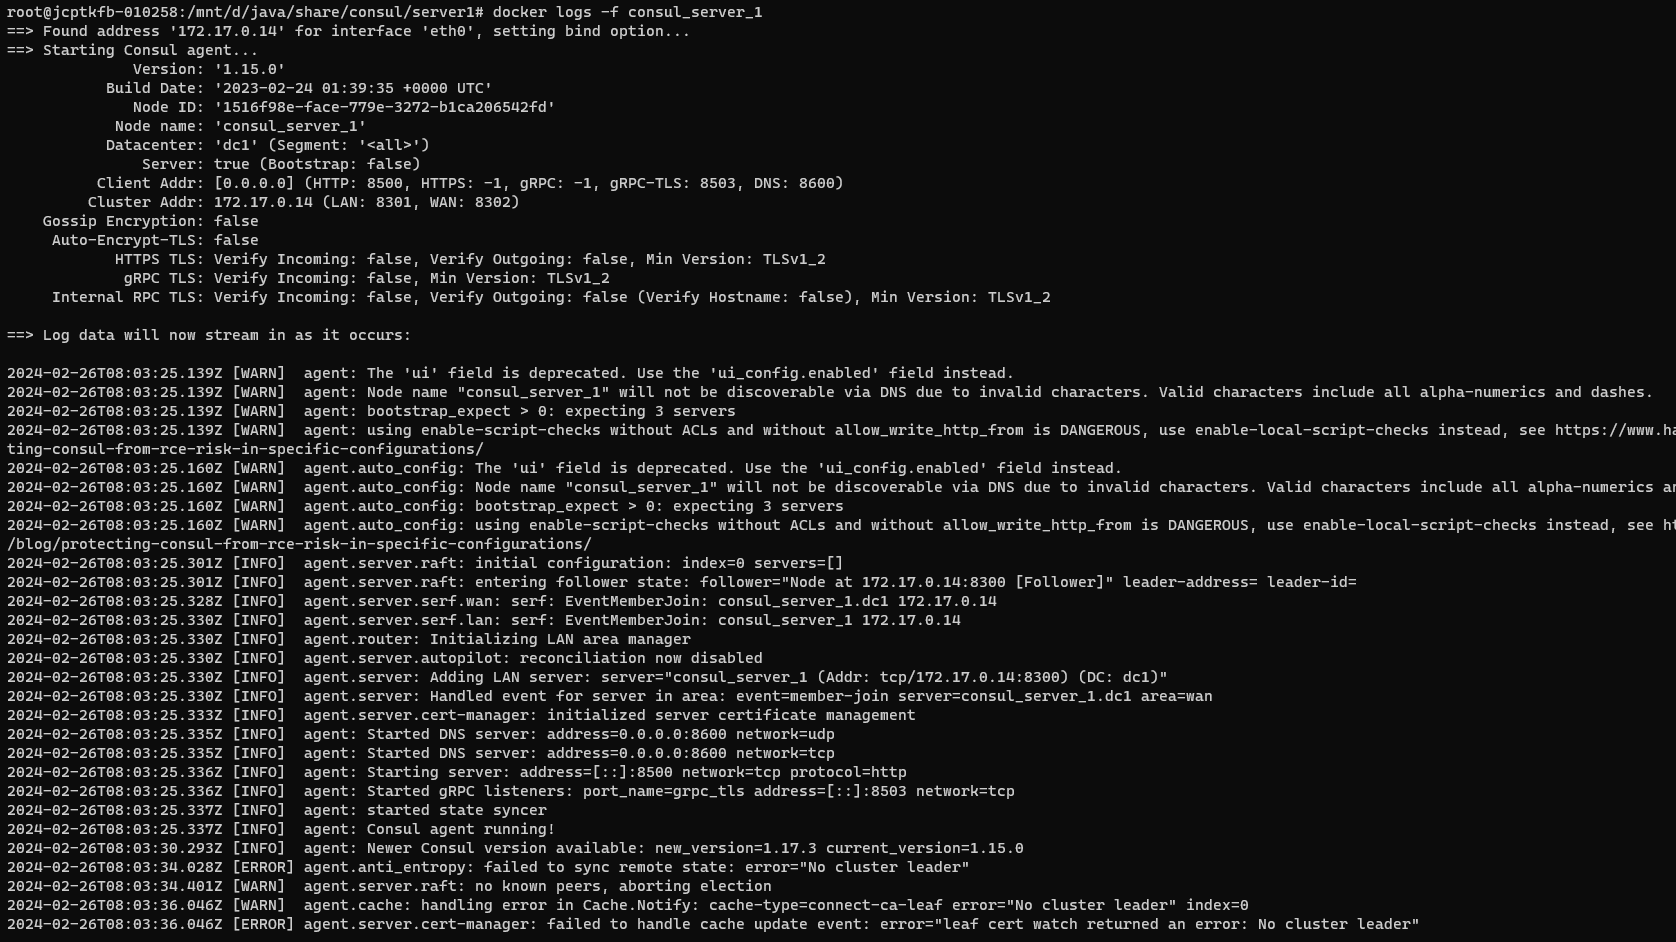 root@jcptkfb-010258:/mnt/d/java/share/consul/server1# docker logs -f consul_server_1
==> Found address '172.17.0.14' for interface 'eth0', setting bind option...
==> Starting Consul agent...
Version: '1.15.0'
Build Date: '2023-02-24 01:39:35 +0000 UTC'
Node ID: '1516f98e-face-779e-3272-b1ca206542fd'
Node name: 'consul_server_1'
Datacenter: 'dc1' (Segment: '<all>')
Server: true (Bootstrap: false)
Client Addr: [0.0.0.0] (HTTP: 8500, HTTPS: -1, gRPC: -1, gRPC-TLS: 8503, DNS: 8600)
Cluster Addr: 172.17.0.14 (LAN: 8301, WAN: 8302)
Gossip Encryption: false
Auto-Encrypt-TLS: false
HTTPS TLS: Verify Incoming: false, Verify Outgoing: false, Min Version: TLSv1_2
gRPC TLS: Verify Incoming: false, Min Version: TLSv1_2
Internal RPC TLS: Verify Incoming: false, Verify Outgoing: false (Verify Hostname: false), Min Version: TLSv1_2
==> Log data will now stream in as it occurs:
2024-02-26T08:03:25.139Z [WARN]  agent: The 'ui' field is deprecated. Use the 'ui_config.enabled' field instead.
2024-02-26T08:03:25.139Z [WARN]  agent: Node name "consul_server_1" will not be discoverable via DNS due to invalid characters. Valid characters include all alpha-numerics and dashes.
2024-02-26T08:03:25.139Z [WARN]  agent: bootstrap_expect > 0: expecting 3 servers
2024-02-26T08:03:25.139Z [WARN]  agent: using enable-script-checks without ACLs and without allow_write_http_from is DANGEROUS, use enable-local-script-checks instead, see https://www.ha
ting-consul-from-rce-risk-in-specific-configurations/
2024-02-26T08:03:25.160Z [WARN]  agent.auto_config: The 'ui' field is deprecated. Use the 'ui_config.enabled' field instead.
2024-02-26T08:03:25.160Z [WARN]  agent.auto_config: Node name "consul_server_1" will not be discoverable via DNS due to invalid characters. Valid characters include all alpha-numerics an
2024-02-26T08:03:25.160Z [WARN]  agent.auto_config: bootstrap_expect > 0: expecting 3 servers
2024-02-26T08:03:25.160Z [WARN]  agent.auto_config: using enable-script-checks without ACLs and without allow_write_http_from is DANGEROUS, use enable-local-script-checks instead, see ht
/blog/protecting-consul-from-rce-risk-in-specific-configurations/
2024-02-26T08:03:25.301Z [INFO]  agent.server.raft: initial configuration: index=0 servers=[]
2024-02-26T08:03:25.301Z [INFO]  agent.server.raft: entering follower state: follower="Node at 172.17.0.14:8300 [Follower]" leader-address= leader-id=
2024-02-26T08:03:25.328Z [INFO]  agent.server.serf.wan: serf: EventMemberJoin: consul_server_1.dc1 172.17.0.14
2024-02-26T08:03:25.330Z [INFO]  agent.server.serf.lan: serf: EventMemberJoin: consul_server_1 172.17.0.14
2024-02-26T08:03:25.330Z [INFO]  agent.router: Initializing LAN area manager
2024-02-26T08:03:25.330Z [INFO]  agent.server.autopilot: reconciliation now disabled
2024-02-26T08:03:25.330Z [INFO]  agent.server: Adding LAN server: server="consul_server_1 (Addr: tcp/172.17.0.14:8300) (DC: dc1)"
2024-02-26T08:03:25.330Z [INFO]  agent.server: Handled event for server in area: event=member-join server=consul_server_1.dc1 area=wan
2024-02-26T08:03:25.333Z [INFO]  agent.server.cert-manager: initialized server certificate management
2024-02-26T08:03:25.335Z [INFO]  agent: Started DNS server: address=0.0.0.0:8600 network=udp
2024-02-26T08:03:25.335Z [INFO]  agent: Started DNS server: address=0.0.0.0:8600 network=tcp
2024-02-26T08:03:25.336Z [INFO]  agent: Starting server: address=[::]:8500 network=tcp protocol=http
2024-02-26T08:03:25.336Z [INFO]  agent: Started gRPC listeners: port_name=grpc_tls address=[::]:8503 network=tcp
2024-02-26T08:03:25.337Z [INFO]  agent: started state syncer
2024-02-26T08:03:25.337Z [INFO]  agent: Consul agent running!
2024-02-26T08:03:30.293Z [INFO]  agent: Newer Consul version available: new_version=1.17.3 current_version=1.15.0
2024-02-26T08:03:34.028Z [ERROR] agent.anti_entropy: failed to sync remote state: error="No cluster leader"
2024-02-26T08:03:34.401Z [WARN]  agent.server.raft: no known peers, aborting election
2024-02-26T08:03:36.046Z [WARN]  agent.cache: handling error in Cache.Notify: cache-type=connect-ca-leaf error="No cluster leader" index=0
2024-02-26T08:03:36.046Z [ERROR] agent.server.cert-manager: failed to handle cache update event: error="leaf cert watch returned an error: No cluster leader"